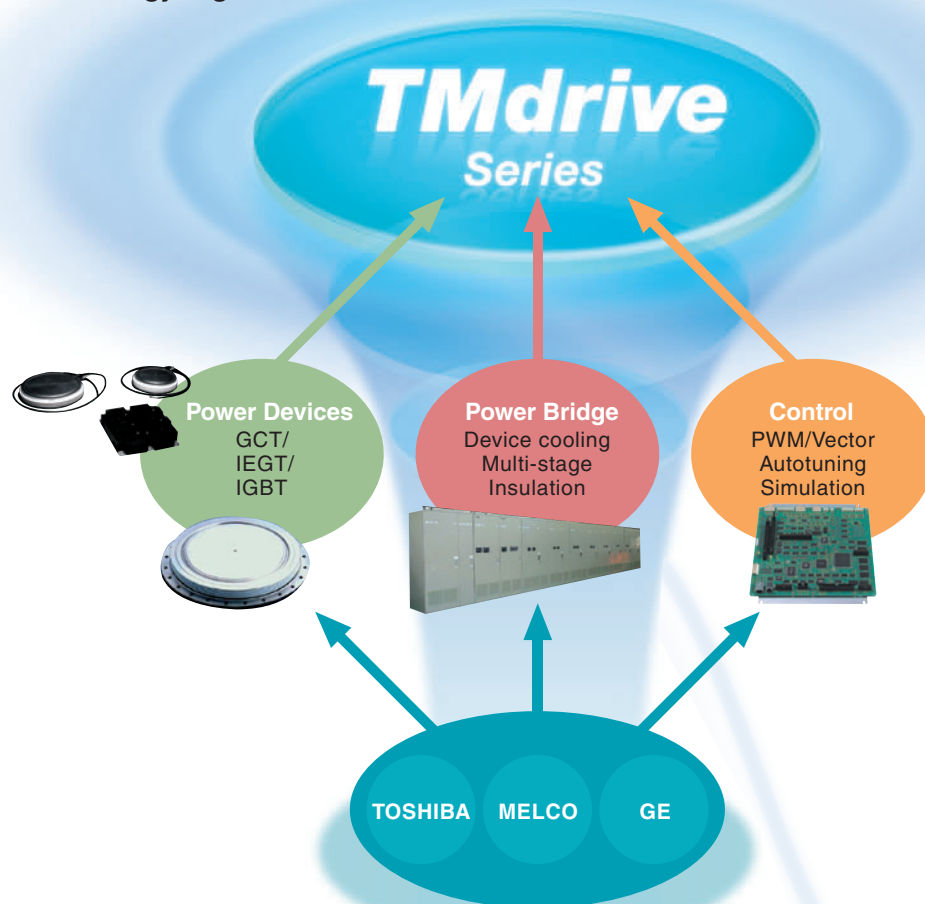 TMdrive
Series
Power Devices
GCT/
IEGT/
IGBT
Power Bridge
Device cooling
Multi-stage
Insulation
Control
PWM/Vector
Autotuning
Simulation
TOSHIBA
MELCO
GE